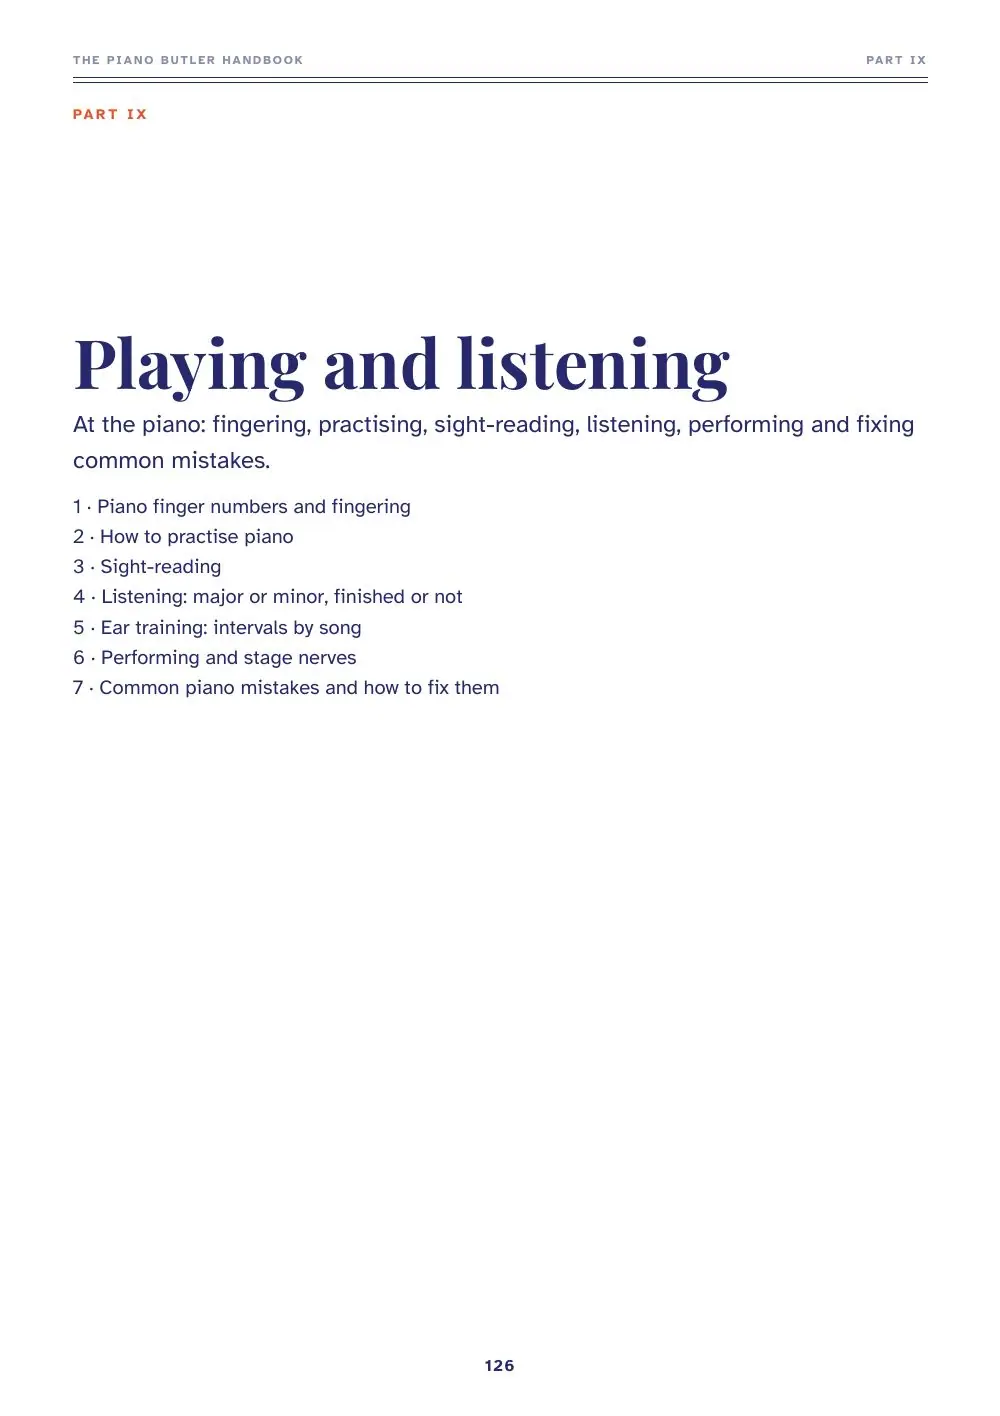 THE PIANO BUTLER HANDBOOK
PART IX
PART IX
Playing and listening
At the piano: fingering, practising, sight-reading, listening, performing and fixing
common mistakes.
1 · Piano finger numbers and fingering
2 · How to practise piano
3 · Sight-reading
4 · Listening: major or minor, finished or not
5 · Ear training: intervals by song
6 · Performing and stage nerves
7 · Common piano mistakes and how to fix them
126